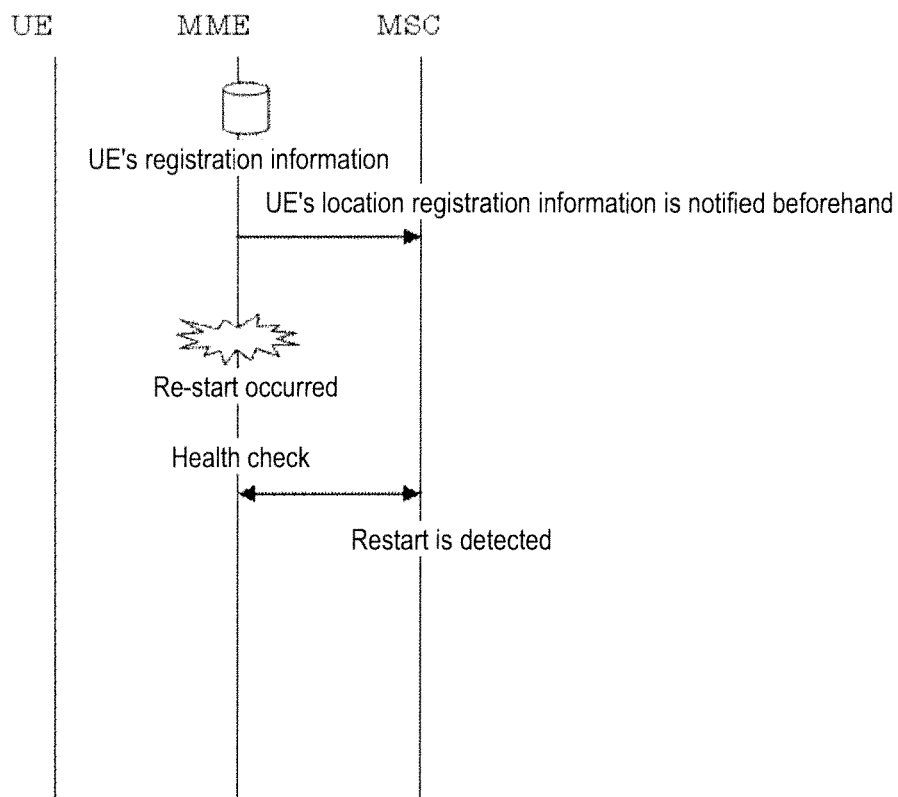 UE MME MSC
UE's registration information
UE's location registration information is notified beforehand
Re-start occurred
Health check
Restart is detected